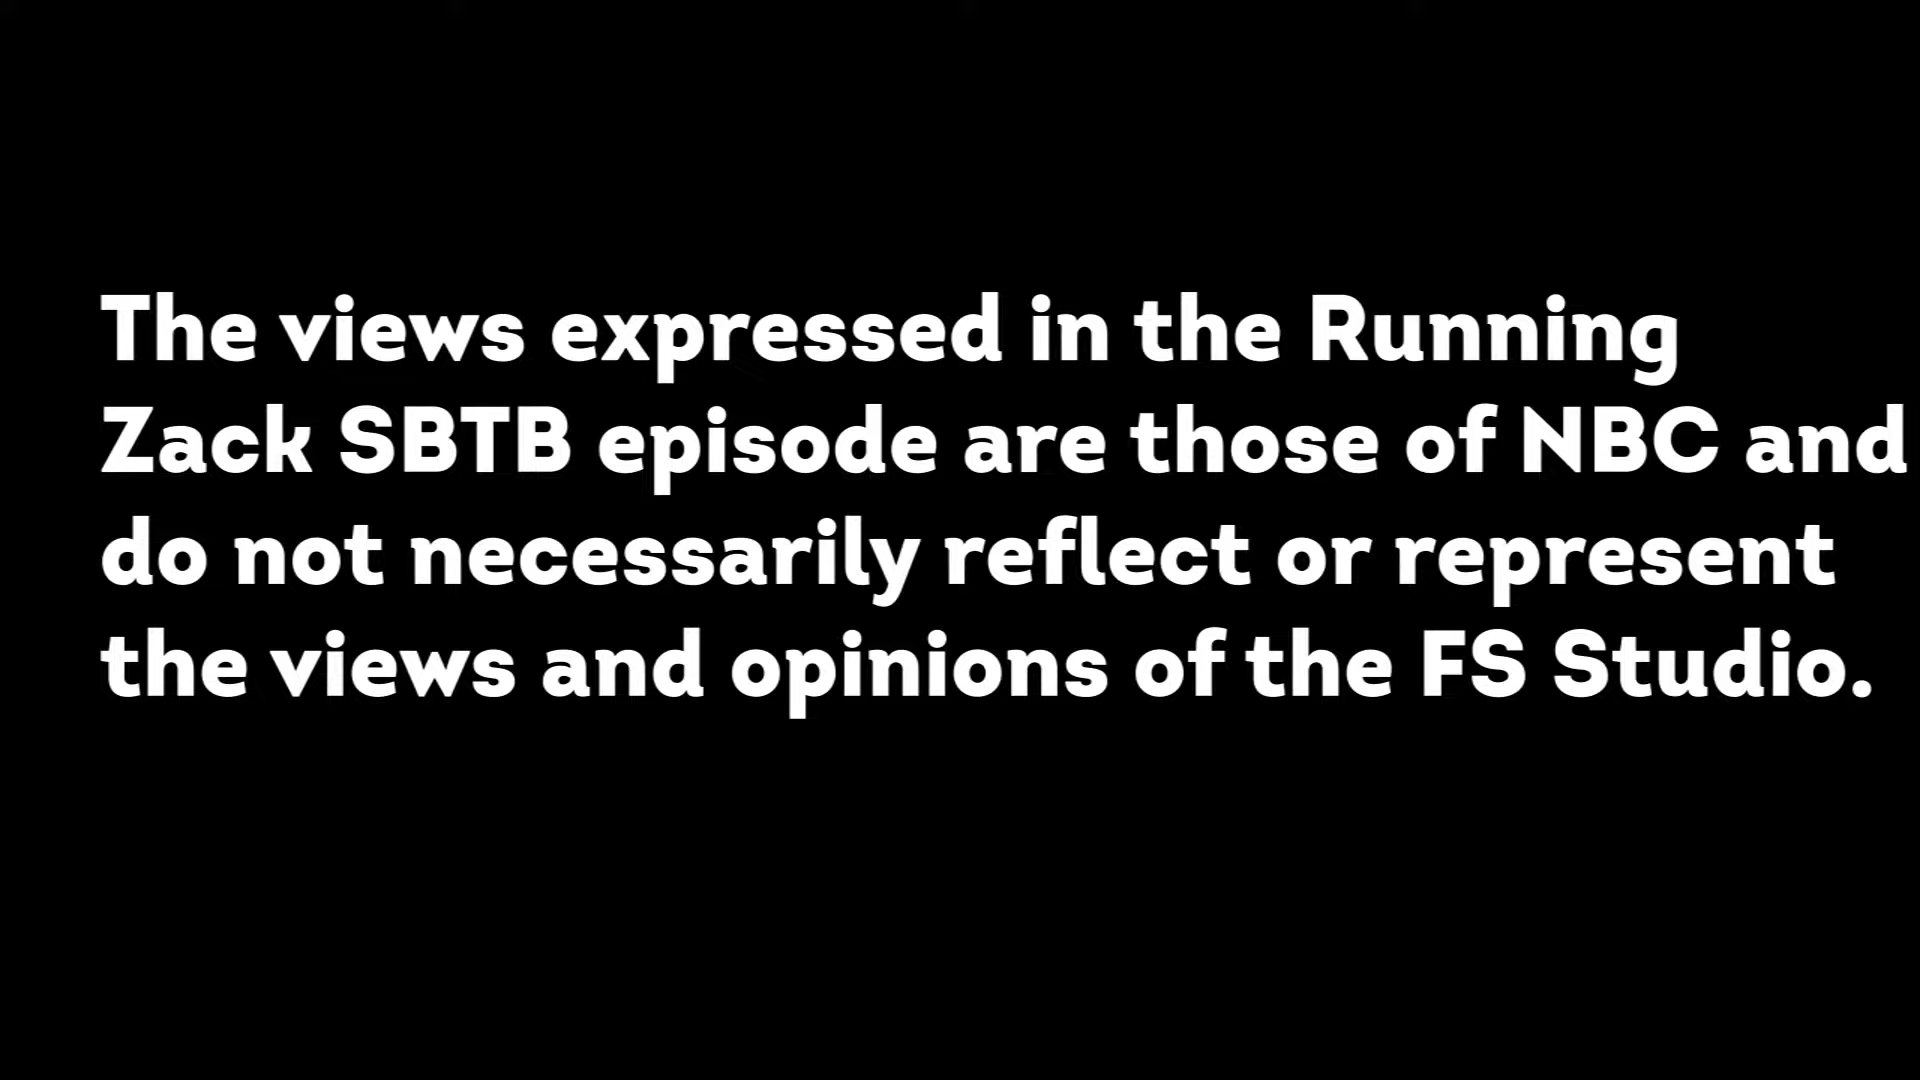 The views expressed in the Running
Zack SBTB episode are those of NBC and
do not necessarily reflect or represent
the views and opinions of the FS Studio.